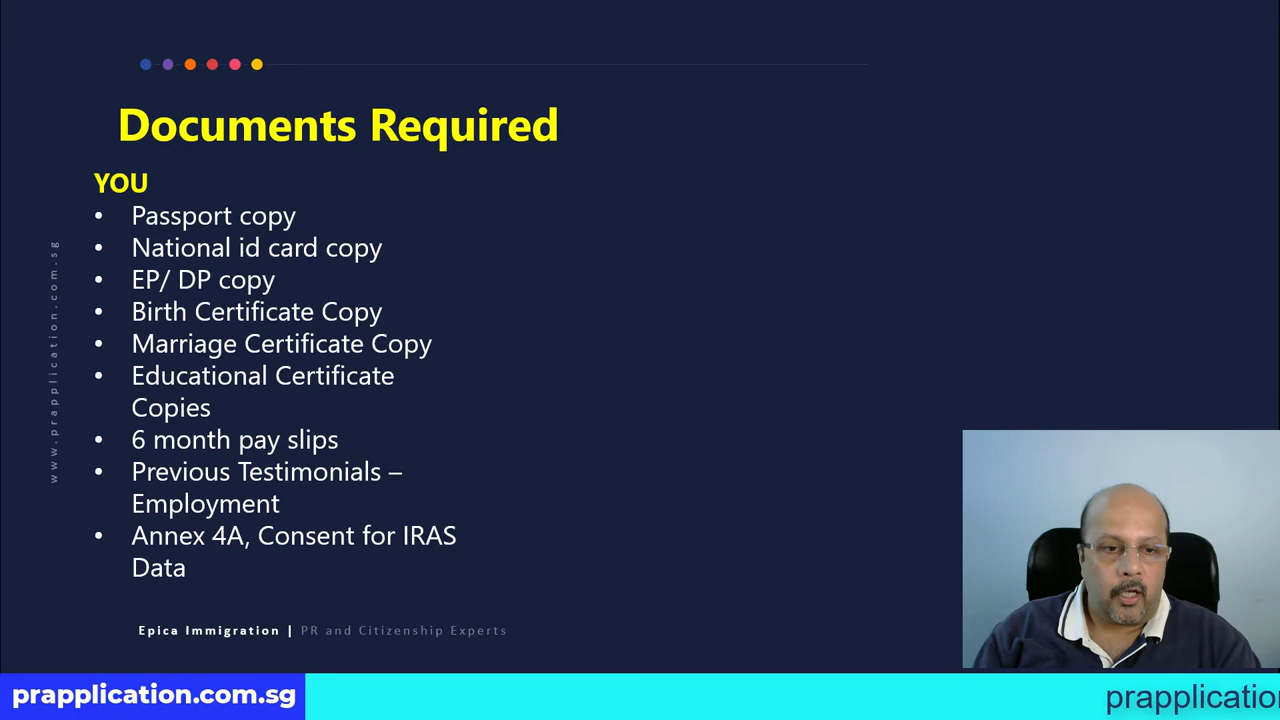 Documents Required
YOU
• Passport copy
• National id card copy
• EP/ DP copy
• Birth Certificate Copy
• Marriage Certificate Copy
• Educational Certificate
Copies
• 6 month pay slips
• Previous Testimonials –
Employment
• Annex 4A, Consent for IRAS
Data
www.prapplication.com.sg
Epica Immigration | PR and Citizenship Experts
prapplication.com.sg
prapplicatio